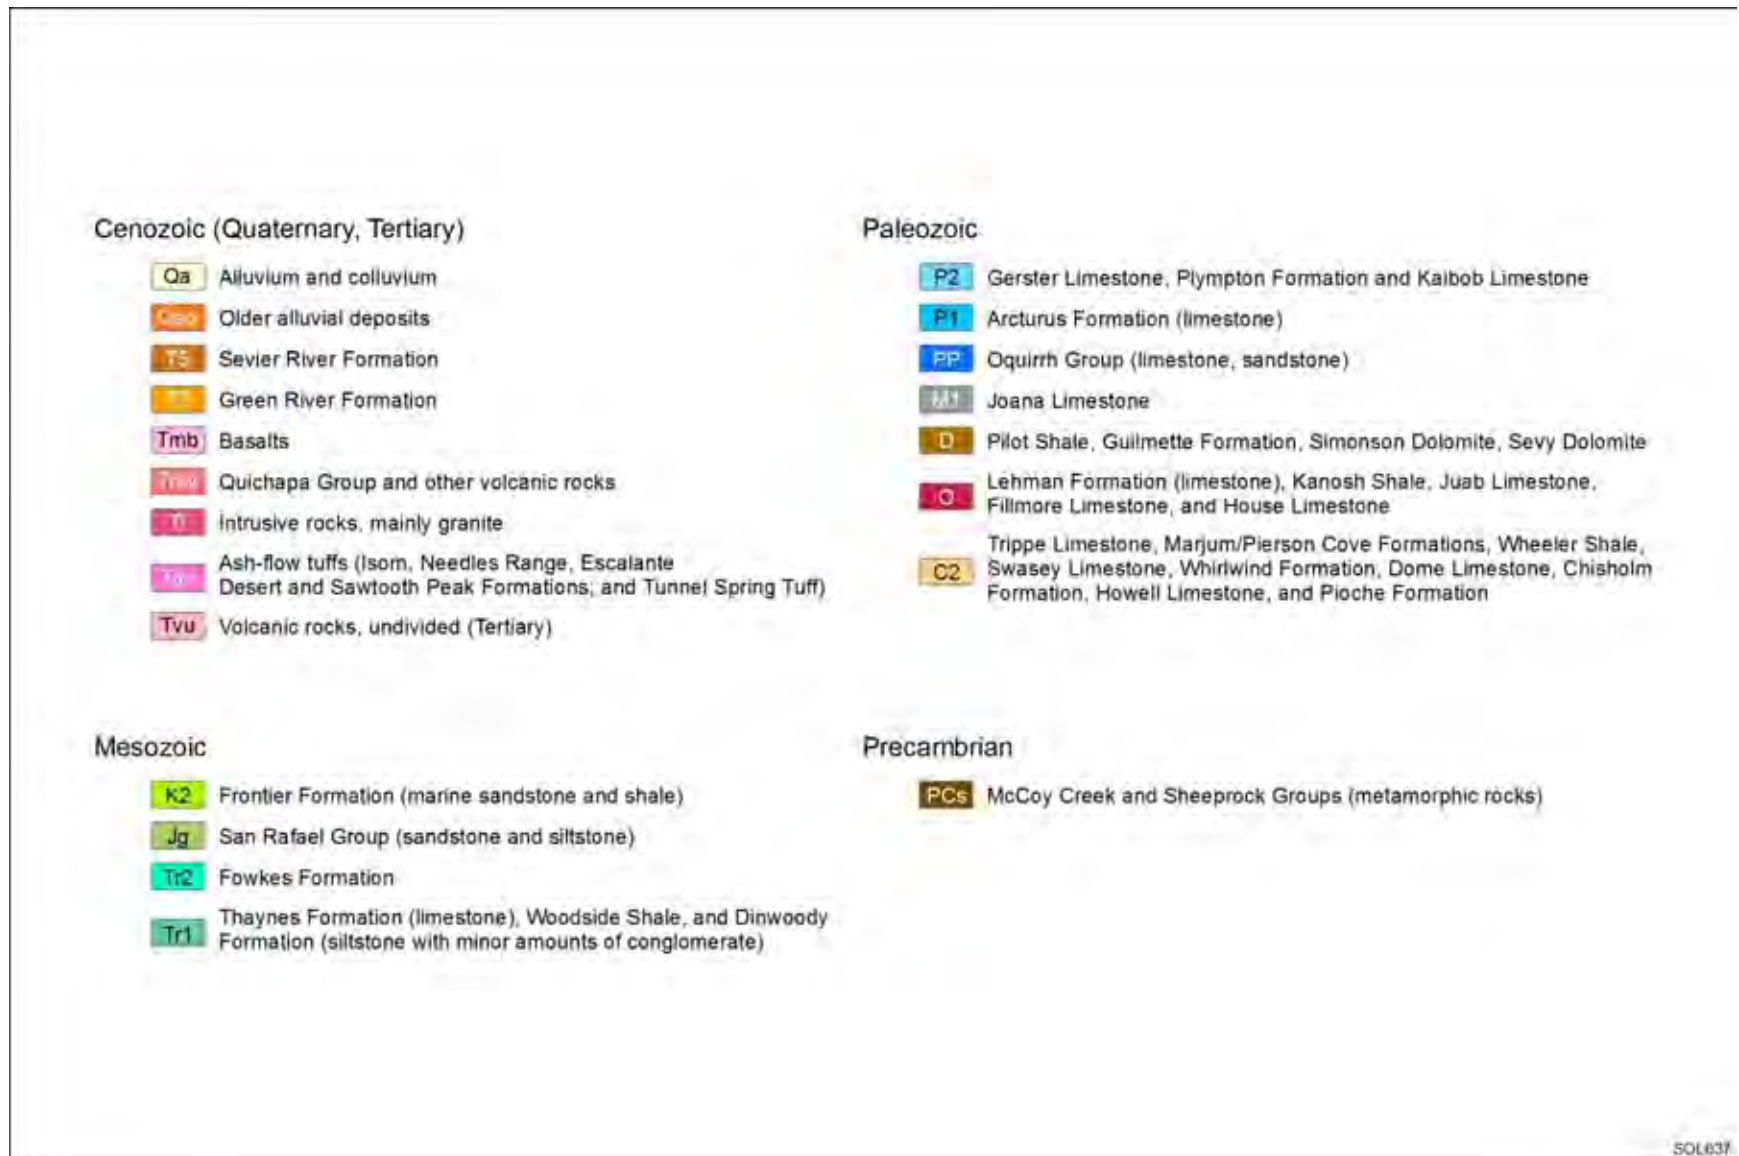 Cenozoic (Quaternary, Tertiary)
Qa Alluvium and colluvium
Older alluvial deposits
T5 Sevier River Formation
Green River Formation
Tmb Basalts
Quichapa Group and other volcanic rocks
Ti Intrusive rocks, mainly granite
Ash-flow tuffs (Isom, Needles Range, Escalante
Desert and Sawtooth Peak Formations; and Tunnel Spring Tuff)
Tvu Volcanic rocks, undivided (Tertiary)
Mesozoic
K2 Frontier Formation (marine sandstone and shale)
Jg San Rafael Group (sandstone and siltstone)
Tr2 Fowkes Formation
Tr1 Thaynes Formation (limestone), Woodside Shale, and Dinwoody
Formation (siltstone with minor amounts of conglomerate)
Paleozoic
P2 Gerster Limestone, Plympton Formation and Kaibob Limestone
P1 Arcturus Formation (limestone)
PP Oquirrh Group (limestone, sandstone)
M1 Joana Limestone
D Pilot Shale, Guilmette Formation, Simonson Dolomite, Sevy Dolomite
O Lehman Formation (limestone), Kanosh Shale, Juab Limestone,
Fillmore Limestone, and House Limestone
C2 Trippe Limestone, Marjum/Pierson Cove Formations, Wheeler Shale,
Swasey Limestone, Whirlwind Formation, Dome Limestone, Chisholm
Formation, Howell Limestone, and Pioche Formation
Precambrian
PCs McCoy Creek and Sheeprock Groups (metamorphic rocks)
SOL637